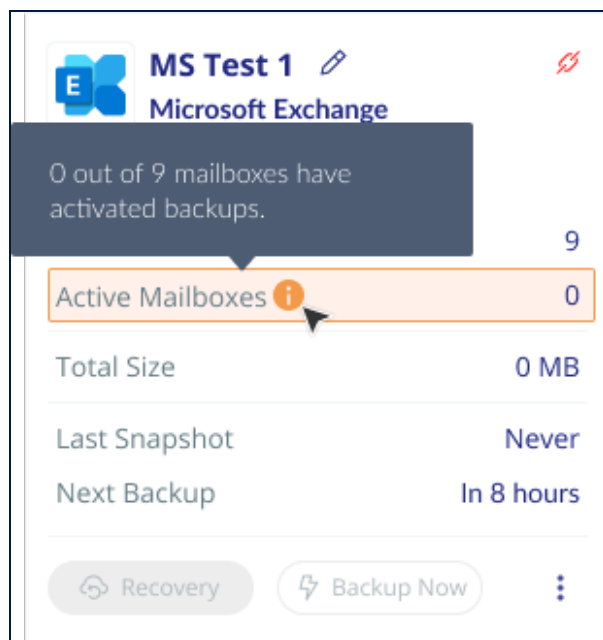 MS Test 1
E
Microsoft Exchange
0 out of 9 mailboxes have
activated backups.
9
Active Mailboxes i 0
Total Size 0 MB
Last Snapshot Never
Next Backup In 8 hours
Recovery Backup Now